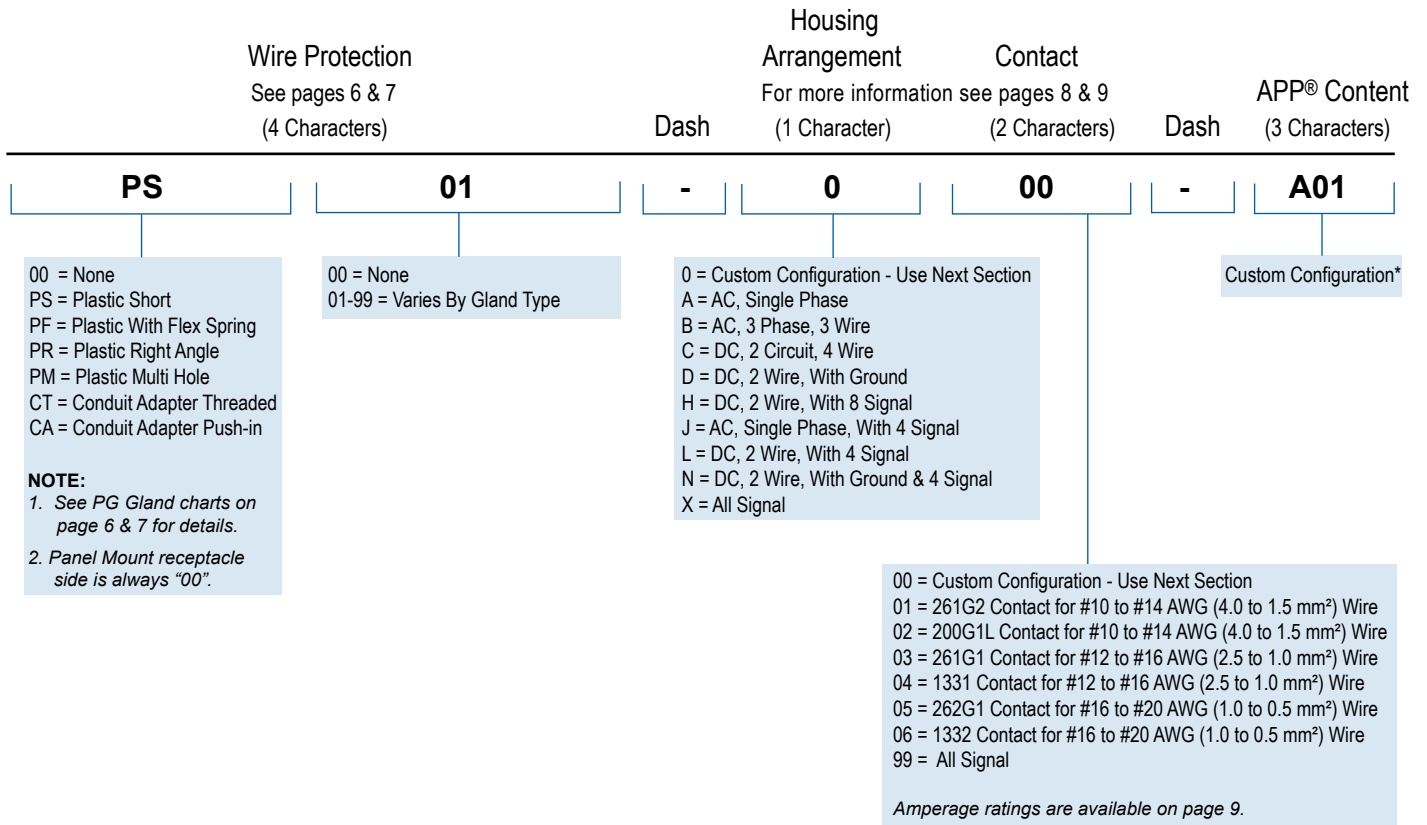 Housing
Wire Protection Arrangement Contact
See pages 6 & 7 For more information see pages 8 & 9 APP® Content
(4 Characters) Dash (1 Character) (2 Characters) Dash (3 Characters)
PS 01 - 0 00 - A01
00 = None
PS = Plastic Short
PF = Plastic With Flex Spring
PR = Plastic Right Angle
PM = Plastic Multi Hole
CT = Conduit Adapter Threaded
CA = Conduit Adapter Push-in
NOTE:
1. See PG Gland charts on
page 6 & 7 for details.
2. Panel Mount receptacle
side is always “00”.
00 = None
01-99 = Varies By Gland Type
0 = Custom Configuration - Use Next Section
A = AC, Single Phase
B = AC, 3 Phase, 3 Wire
C = DC, 2 Circuit, 4 Wire
D = DC, 2 Wire, With Ground
H = DC, 2 Wire, With 8 Signal
J = AC, Single Phase, With 4 Signal
L = DC, 2 Wire, With 4 Signal
N = DC, 2 Wire, With Ground & 4 Signal
X = All Signal
Custom Configuration*
00 = Custom Configuration - Use Next Section
01 = 261G2 Contact for #10 to #14 AWG (4.0 to 1.5 mm²) Wire
02 = 200G1L Contact for #10 to #14 AWG (4.0 to 1.5 mm²) Wire
03 = 261G1 Contact for #12 to #16 AWG (2.5 to 1.0 mm²) Wire
04 = 1331 Contact for #12 to #16 AWG (2.5 to 1.0 mm²) Wire
05 = 262G1 Contact for #16 to #20 AWG (1.0 to 0.5 mm²) Wire
06 = 1332 Contact for #16 to #20 AWG (1.0 to 0.5 mm²) Wire
99 = All Signal
Amperage ratings are available on page 9.